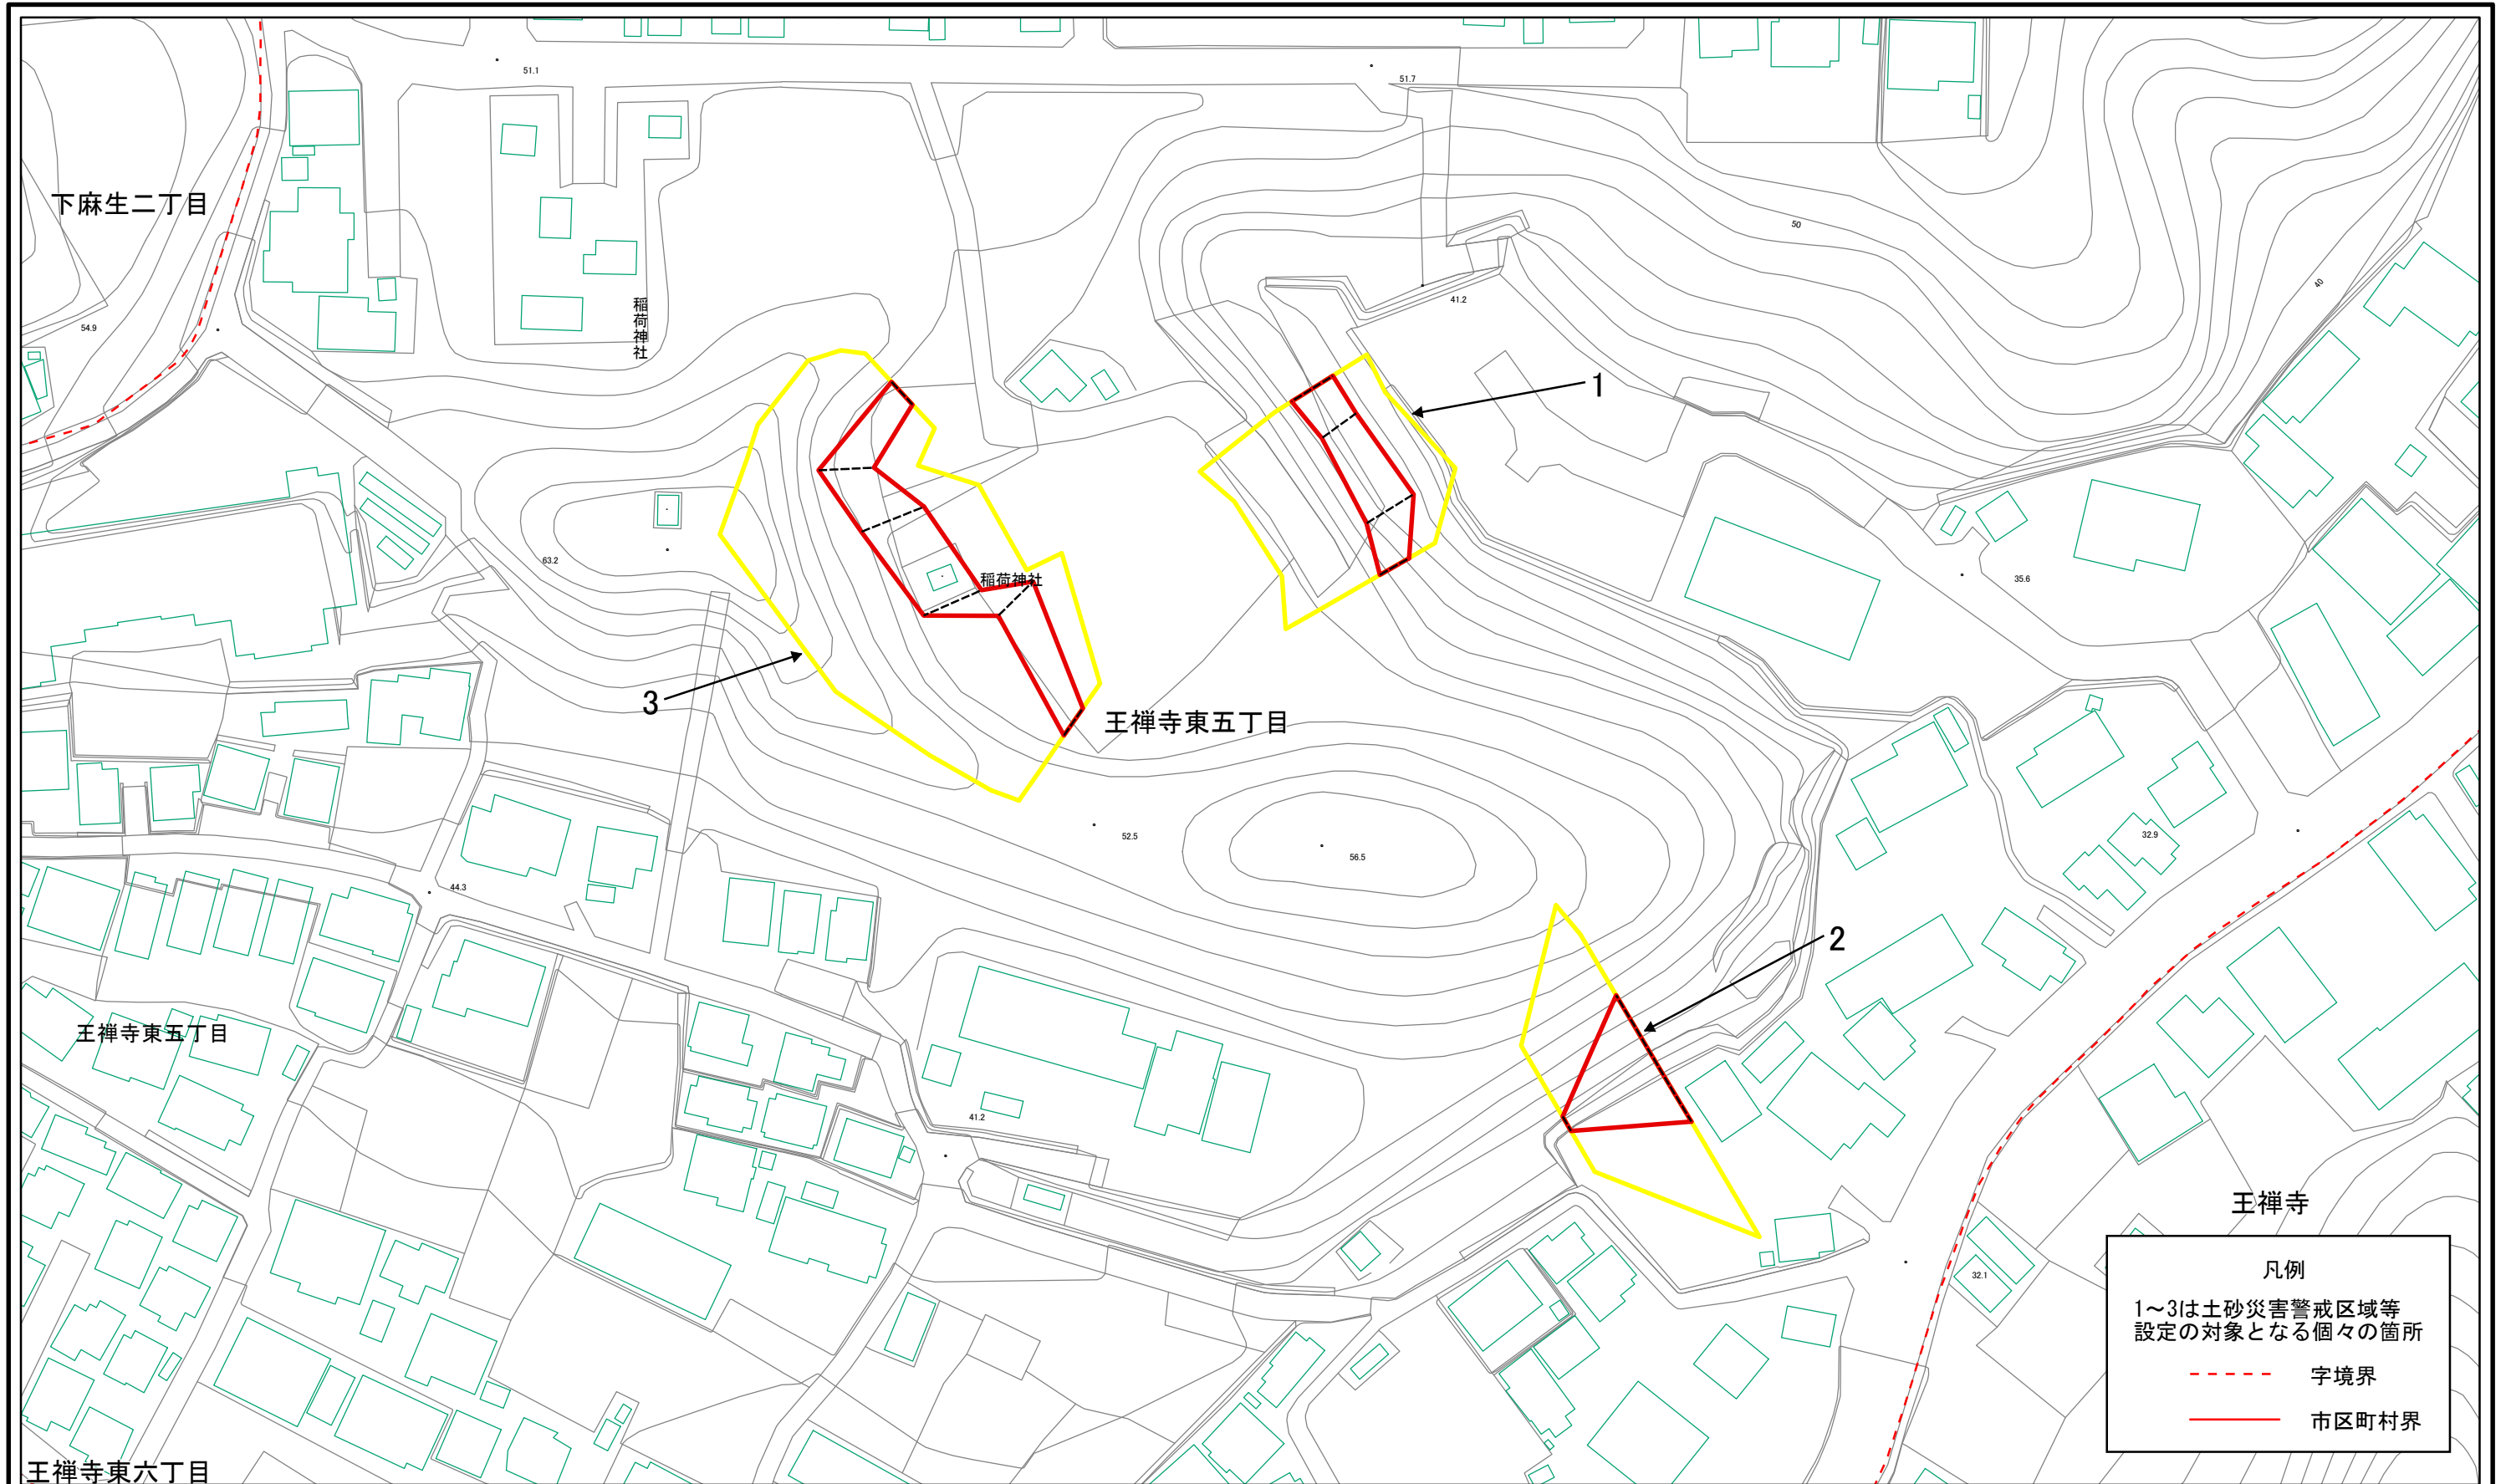 51.1
51.7
下麻生二丁目
50
稲荷神社
41.2
40
54.9
1
63.2
稲荷神社
35.6
3
王禅寺東五丁目
52.5
56.5
32.9
44.3
2
王禅寺東五丁目
41.2
王禅寺
32.1
凡例
1～3は土砂災害警戒区域等
設定の対象となる個々の箇所
字境界
市区町村界
王禅寺東六丁目